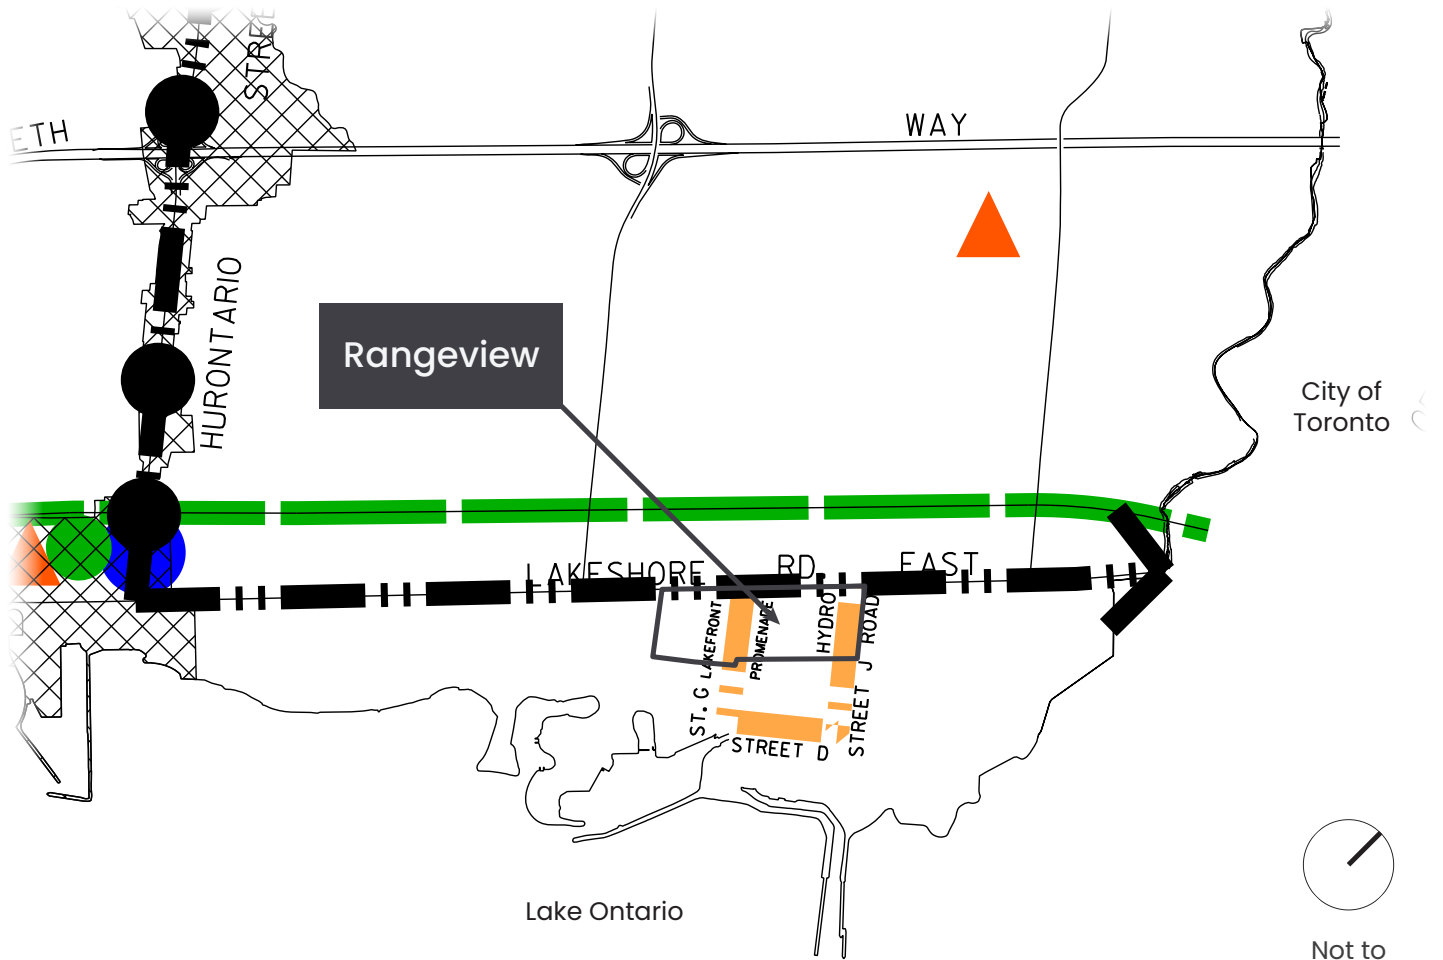 STREE
ETH
WAY
HURONTARIO
Rangeview
City of
Toronto
LAKESHORE RD. EAST
ST. G LAKEFRONT
PROMENADE
HYDRO
ROAD
STREET J
STREET D
Lake Ontario
Not to